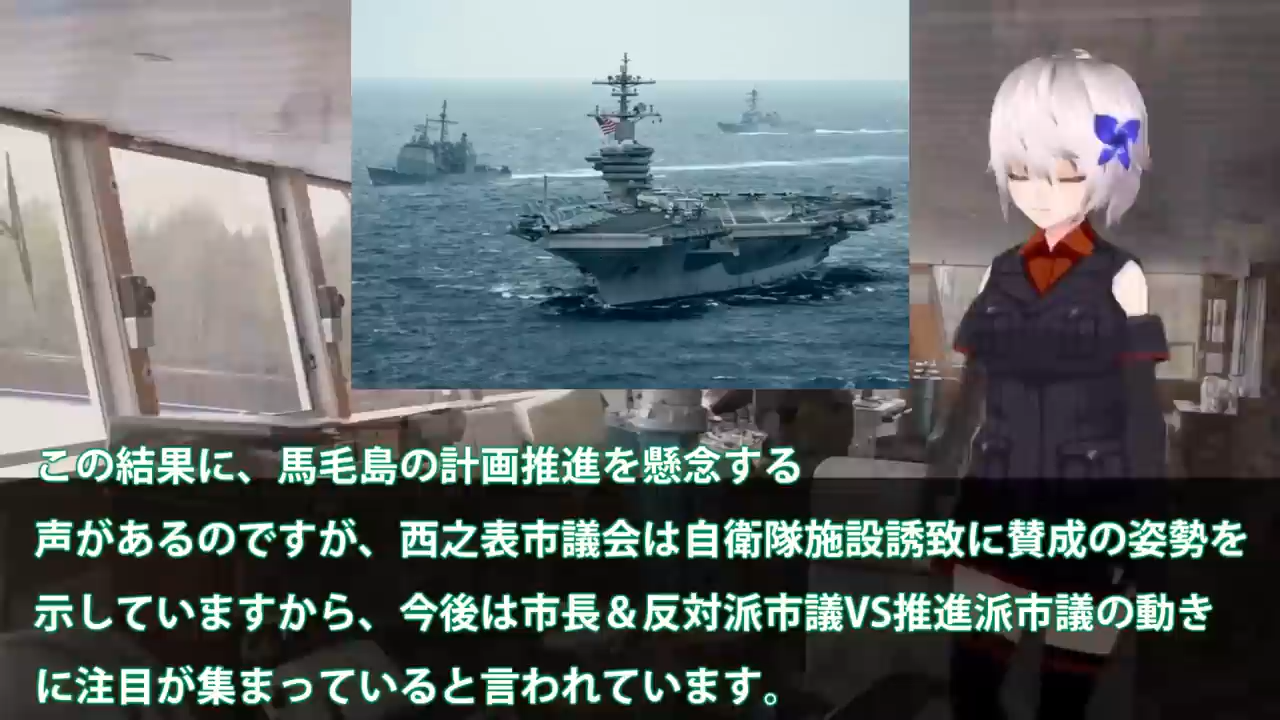 この結果に、馬毛島の計画推進を懸念する
声があるのですが、西之表市議会は自衛隊施設誘致に賛成の姿勢を
示していますから、今後は市長＆反対派市議VS推進派市議の動き
に注目が集まっていると言われています。